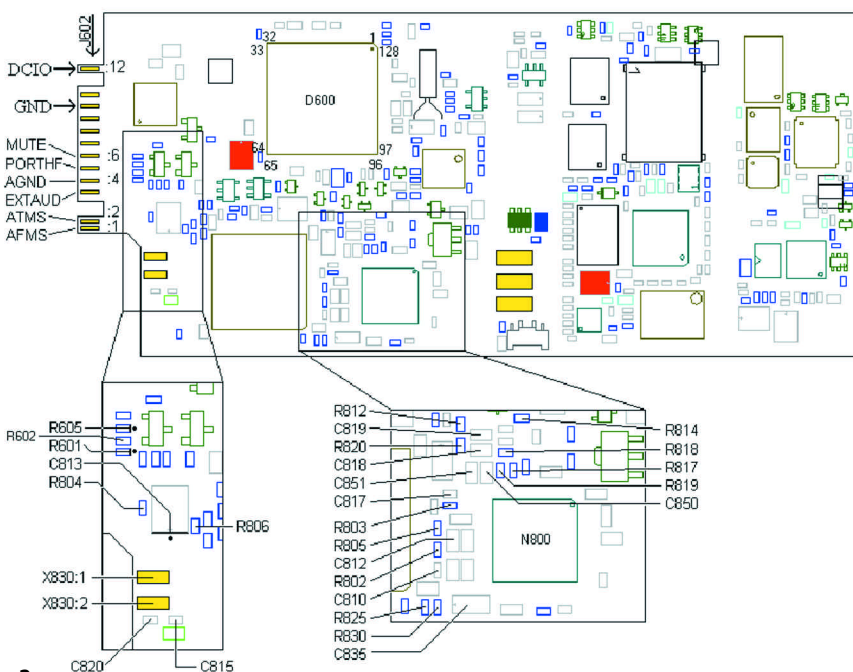 J602
DCIO
:12
GND
MUTE
:6
PORTHF
AGND
:4
EXTAUD
:2
ATMS
:1
AFMS
32
1
33
128
D600
64
97
65
96
R605
R602
R601
C813
R804
R806
X830:1
X830:2
C820
C815
R812
C819
R820
C818
C851
C817
R803
R805
C812
R802
C810
R825
R830
C835
R814
R818
R817
R819
C850
N800